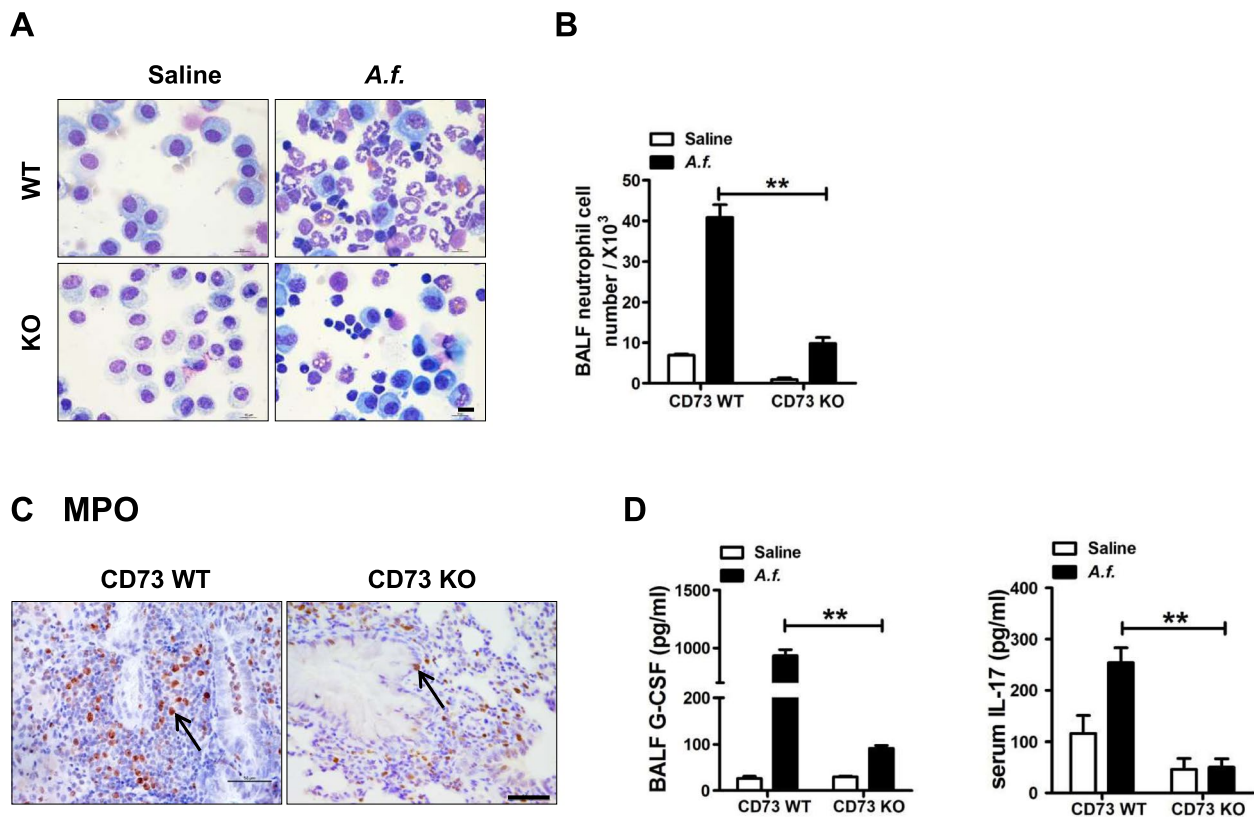 A
Saline
A.f.
WT
KO
B
Saline
A.f.
BALF neutrophil cell
number / X10³
50
40
30
20
10
0
**
CD73 WT
CD73 KO
C MPO
CD73 WT
CD73 KO
D
Saline
A.f.
BALF G-CSF (pg/ml)
1500
1000
200
100
0
**
CD73 WT
CD73 KO
Saline
A.f.
serum IL-17 (pg/ml)
400
300
200
100
0
**
CD73 WT
CD73 KO